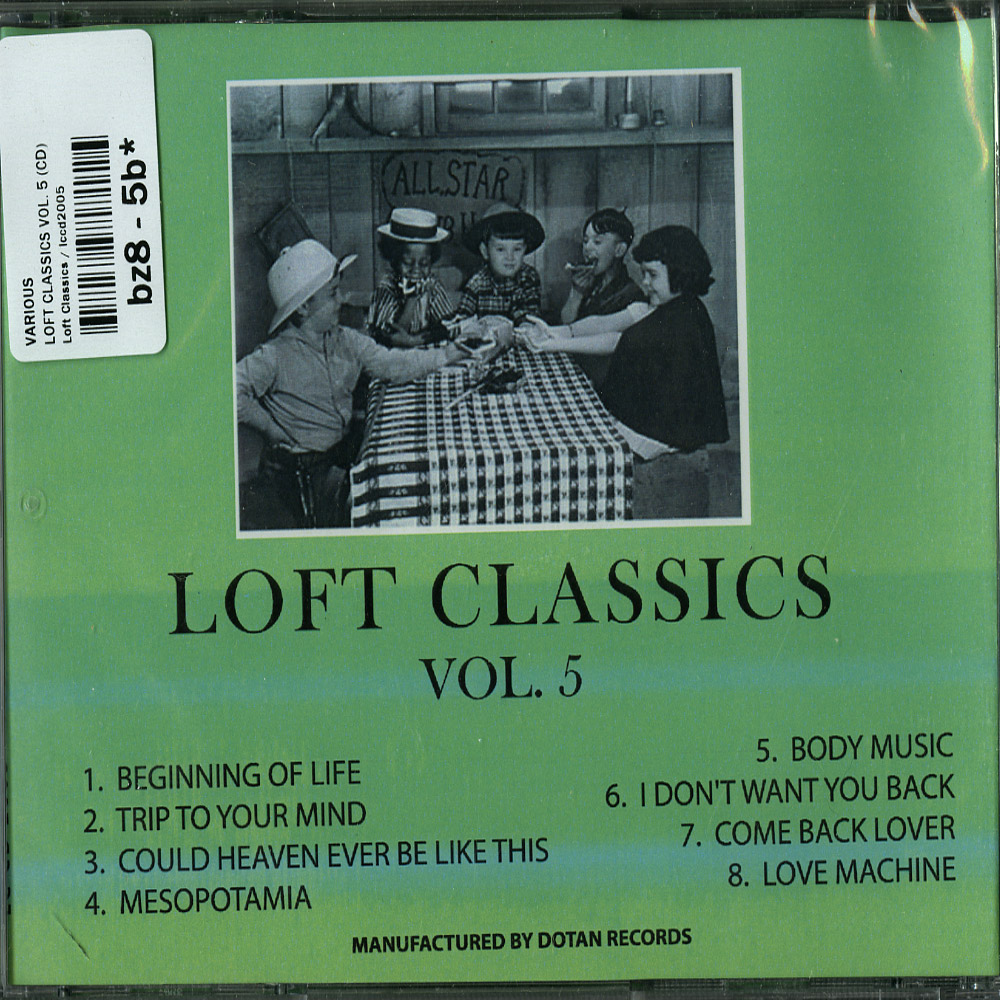 VARIOUS
LOFT CLASSICS VOL. 5 (CD)
Loft Classics / lccd2005
bz8 - 5b*
ALL STAR
LOFT CLASSICS
VOL. 5
1. BEGINNING OF LIFE
2. TRIP TO YOUR MIND
3. COULD HEAVEN EVER BE LIKE THIS
4. MESOPOTAMIA
5. BODY MUSIC
6. I DON'T WANT YOU BACK
7. COME BACK LOVER
8. LOVE MACHINE
MANUFACTURED BY DOTAN RECORDS